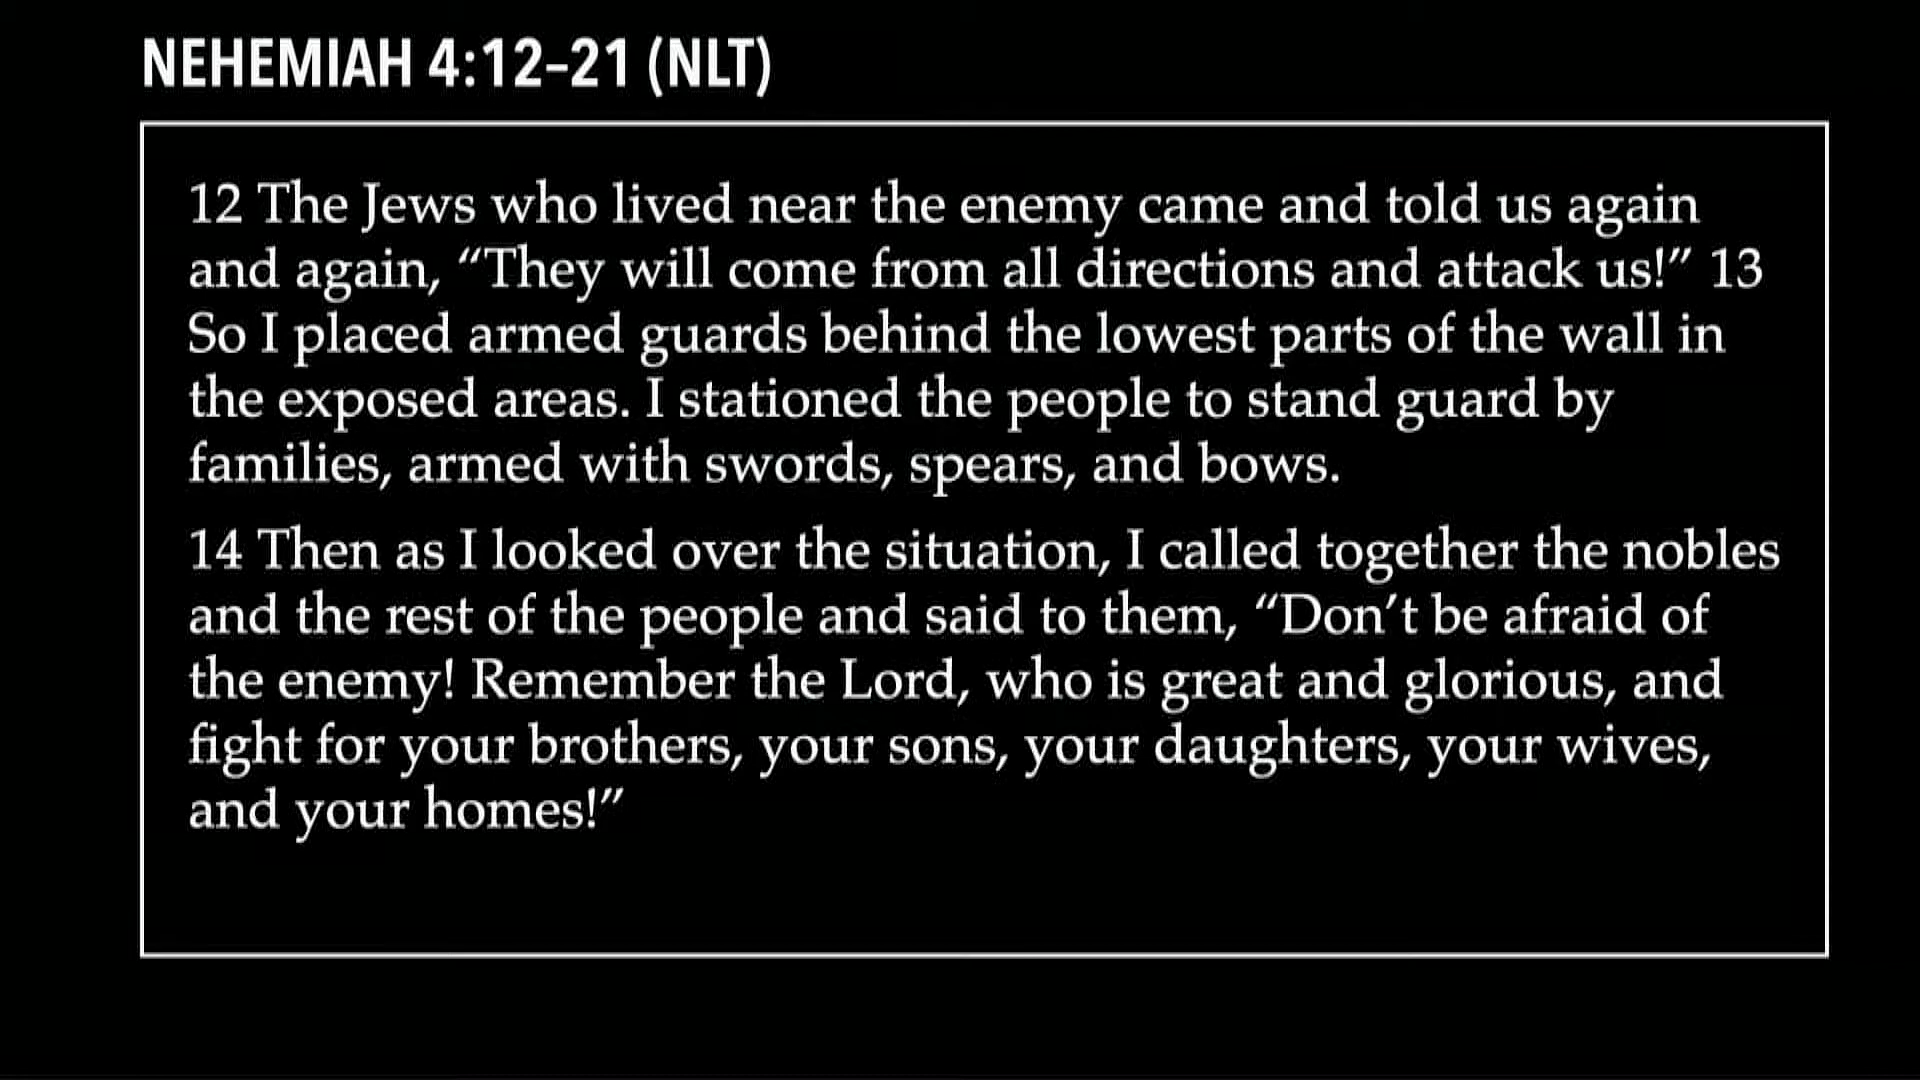 NEHEMIAH 4:12–21 (NLT)
12 The Jews who lived near the enemy came and told us again
and again, “They will come from all directions and attack us!” 13
So I placed armed guards behind the lowest parts of the wall in
the exposed areas. I stationed the people to stand guard by
families, armed with swords, spears, and bows.
14 Then as I looked over the situation, I called together the nobles
and the rest of the people and said to them, “Don’t be afraid of
the enemy! Remember the Lord, who is great and glorious, and
fight for your brothers, your sons, your daughters, your wives,
and your homes!”